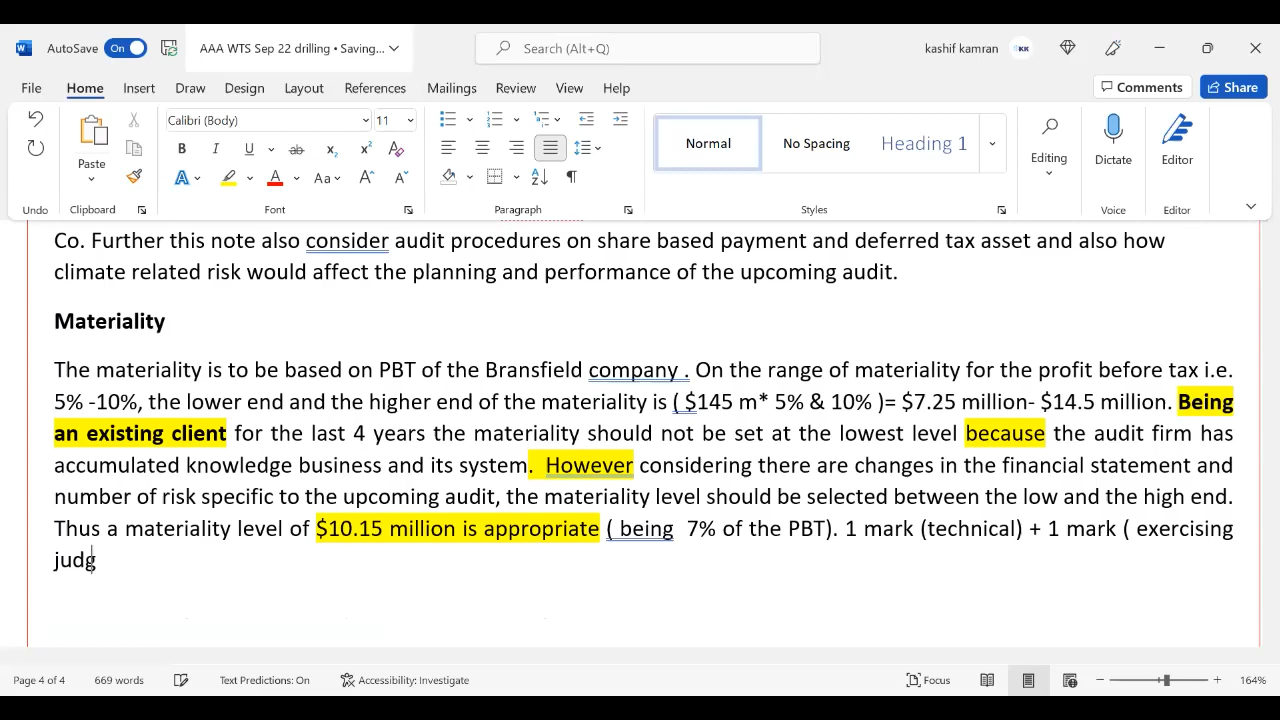 AutoSave On AAA WTS Sep 22 drilling • Saving... Search (Alt+Q) kashif kamran KK
File Home Insert Draw Design Layout References Mailings Review View Help Comments Share
Calibri (Body) 11
Paste B I U ab x₂ x² A Normal No Spacing Heading 1 Editing Dictate Editor
A A Aa A A
Undo Clipboard Font Paragraph Styles Voice Editor
Co. Further this note also consider audit procedures on share based payment and deferred tax asset and also how
climate related risk would affect the planning and performance of the upcoming audit.
Materiality
The materiality is to be based on PBT of the Bransfield company . On the range of materiality for the profit before tax i.e.
5% -10%, the lower end and the higher end of the materiality is ( $145 m* 5% & 10% )= $7.25 million- $14.5 million. Being
an existing client for the last 4 years the materiality should not be set at the lowest level because the audit firm has
accumulated knowledge business and its system. However considering there are changes in the financial statement and
number of risk specific to the upcoming audit, the materiality level should be selected between the low and the high end.
Thus a materiality level of $10.15 million is appropriate ( being 7% of the PBT). 1 mark (technical) + 1 mark ( exercising
judg
Page 4 of 4 669 words Text Predictions: On Accessibility: Investigate Focus 164%